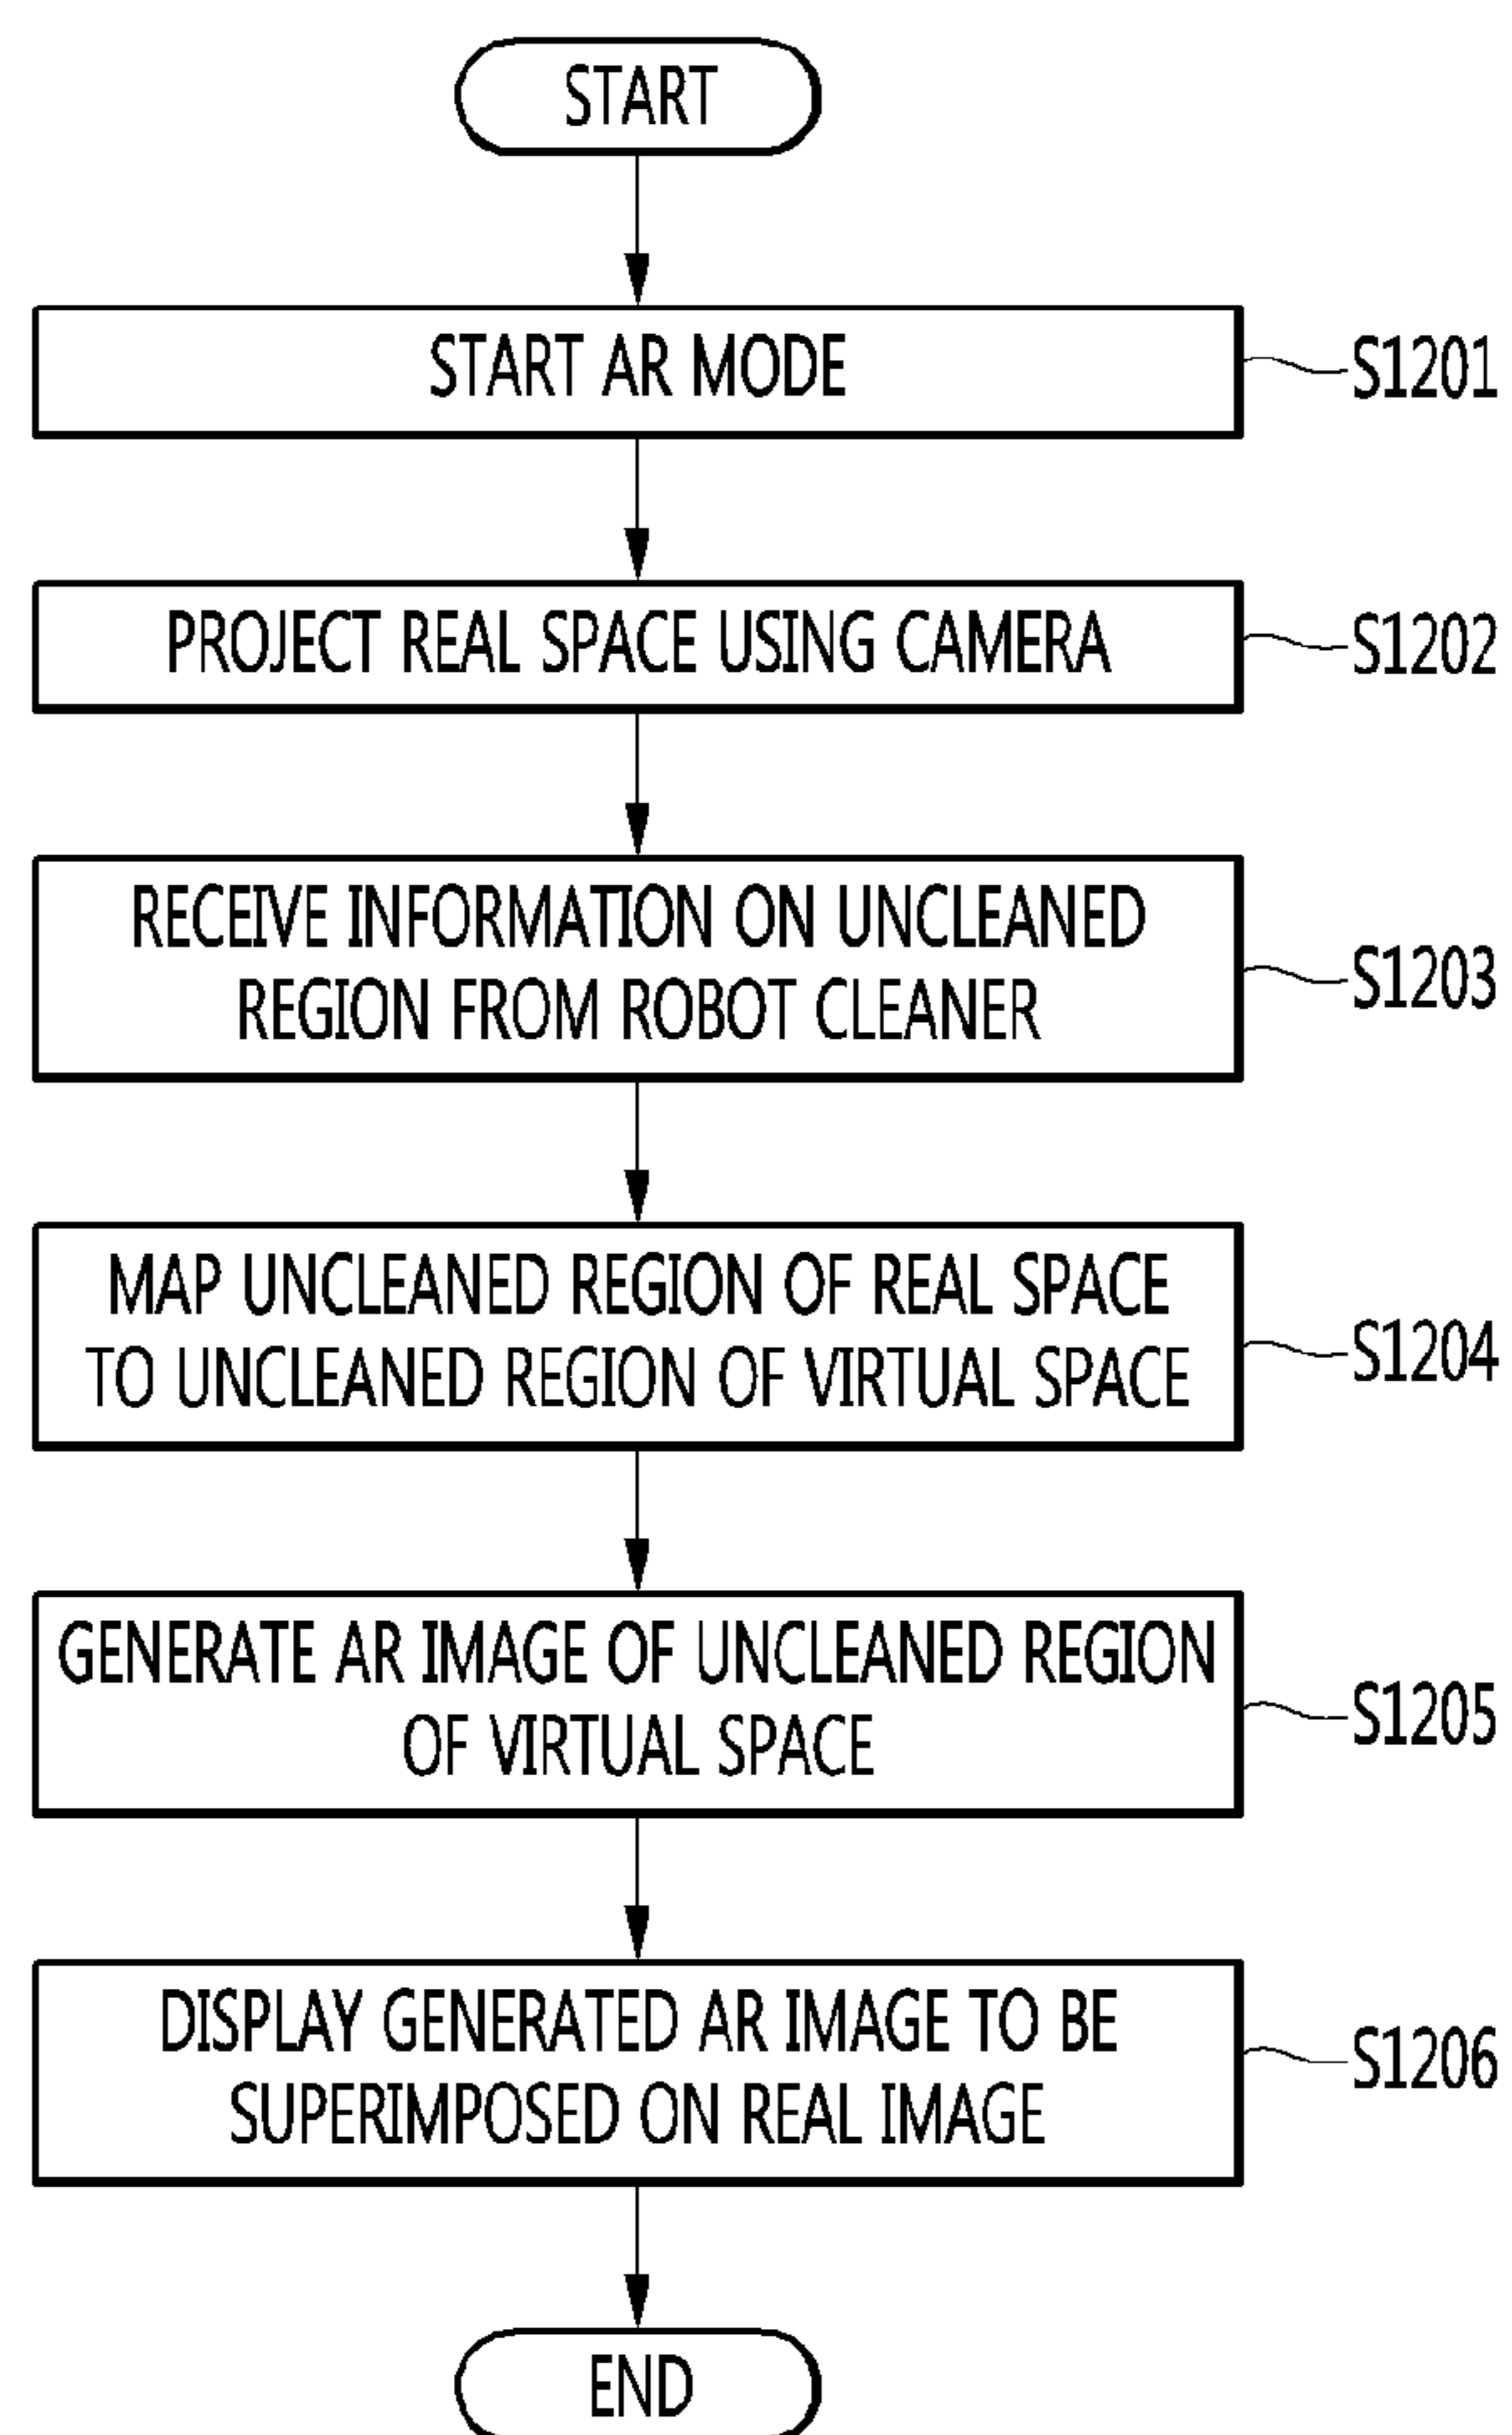 START
START AR MODE
S1201
PROJECT REAL SPACE USING CAMERA
S1202
RECEIVE INFORMATION ON UNCLEANED
REGION FROM ROBOT CLEANER
S1203
MAP UNCLEANED REGION OF REAL SPACE
TO UNCLEANED REGION OF VIRTUAL SPACE
S1204
GENERATE AR IMAGE OF UNCLEANED REGION
OF VIRTUAL SPACE
S1205
DISPLAY GENERATED AR IMAGE TO BE
SUPERIMPOSED ON REAL IMAGE
S1206
END